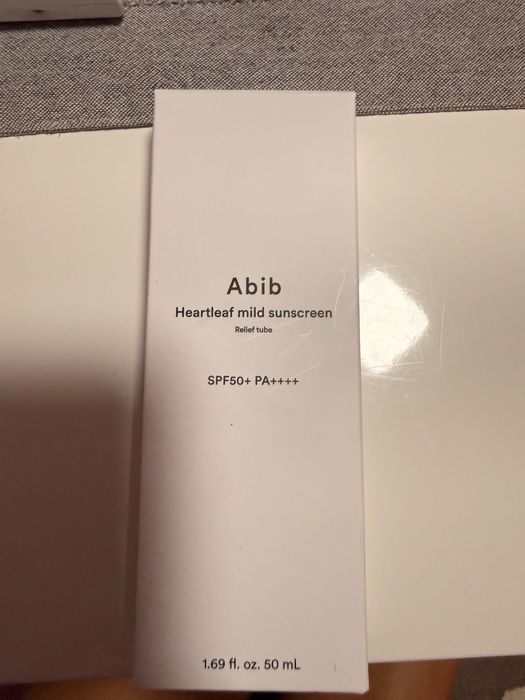 Abib
Heartleaf mild sunscreen
Relief tube
SPF50+ PA++++
1.69 fl. oz. 50 mL